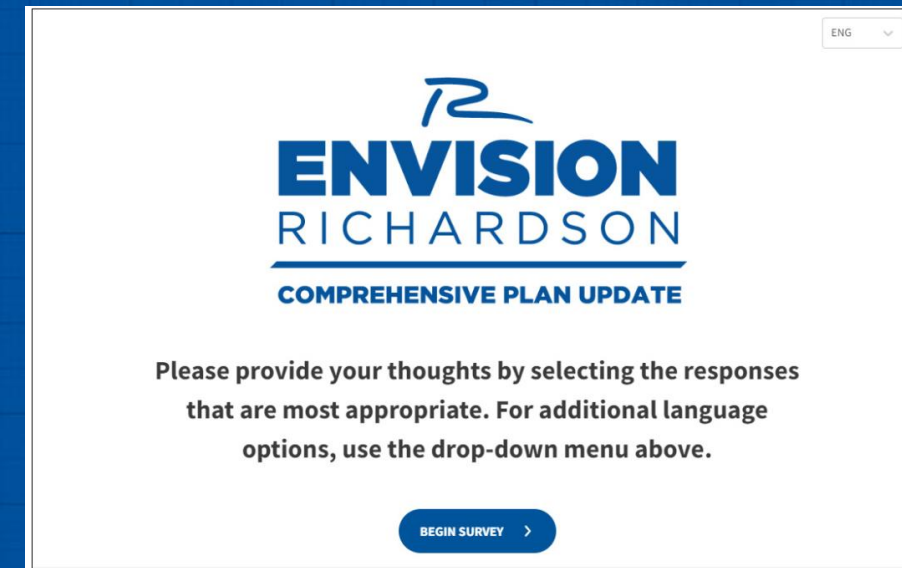 ENG
R
ENVISION
RICHARDSON
COMPREHENSIVE PLAN UPDATE
Please provide your thoughts by selecting the responses
that are most appropriate. For additional language
options, use the drop-down menu above.
BEGIN SURVEY